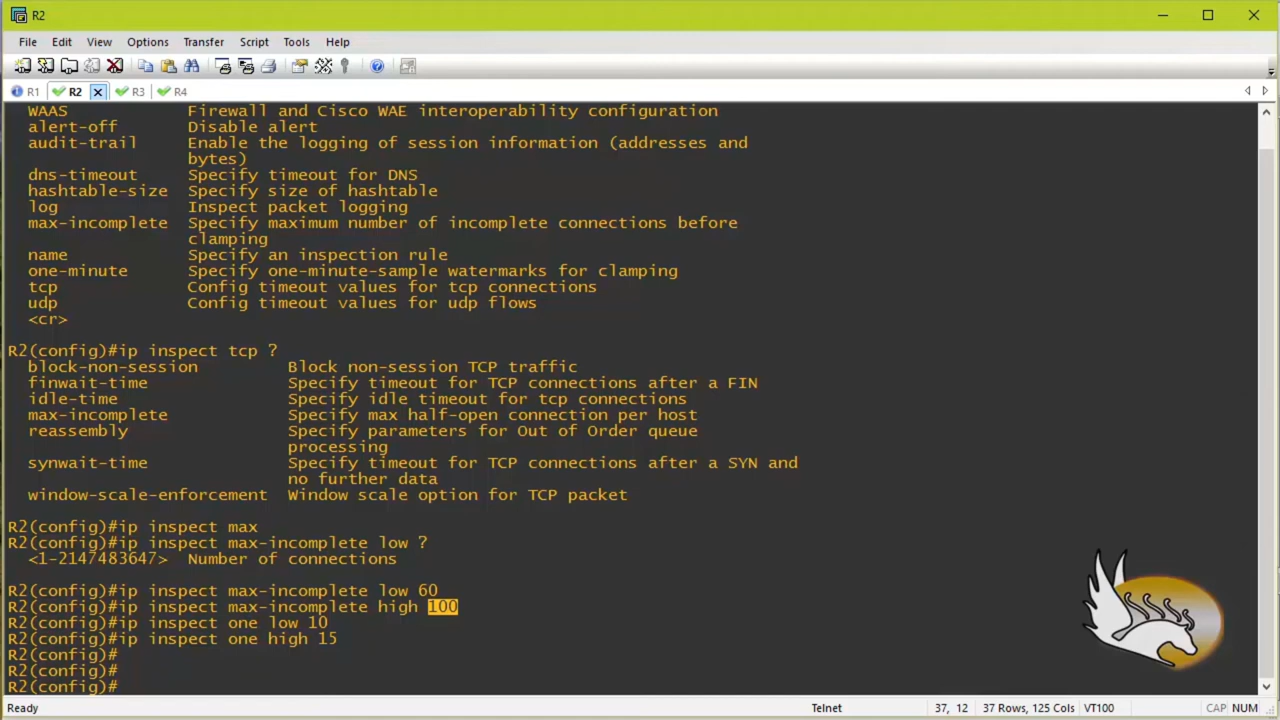 R2
File Edit View Options Transfer Script Tools Help
R1 R2 R3 R4
WAAS Firewall and Cisco WAE interoperability configuration
alert-off Disable alert
audit-trail Enable the logging of session information (addresses and
bytes)
dns-timeout Specify timeout for DNS
hashtable-size Specify size of hashtable
log Inspect packet logging
max-incomplete Specify maximum number of incomplete connections before
clamping
name Specify an inspection rule
one-minute Specify one-minute-sample watermarks for clamping
tcp Config timeout values for tcp connections
udp Config timeout values for udp flows
<cr>
R2(config)#ip inspect tcp ?
block-non-session Block non-session TCP traffic
finwait-time Specify timeout for TCP connections after a FIN
idle-time Specify idle timeout for tcp connections
max-incomplete Specify max half-open connection per host
reassembly Specify parameters for Out of Order queue
processing
synwait-time Specify timeout for TCP connections after a SYN and
no further data
window-scale-enforcement Window scale option for TCP packet
R2(config)#ip inspect max
R2(config)#ip inspect max-incomplete low ?
<1-2147483647> Number of connections
R2(config)#ip inspect max-incomplete low 60
R2(config)#ip inspect max-incomplete high 100
R2(config)#ip inspect one low 10
R2(config)#ip inspect one high 15
R2(config)#
R2(config)#
R2(config)#
Ready Telnet 37, 12 37 Rows, 125 Cols VT100 CAP NUM